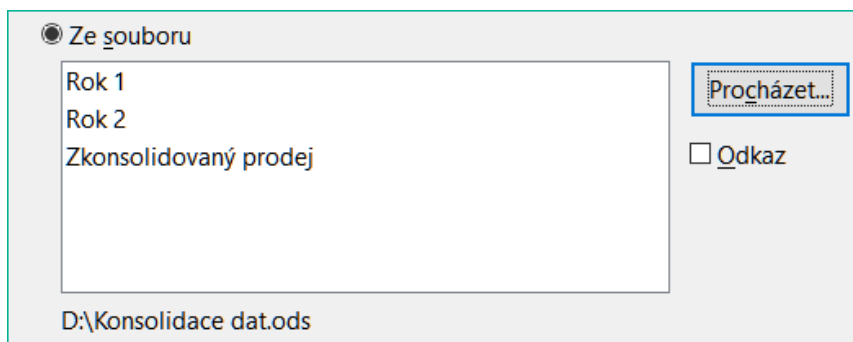 Ze souboru
Rok 1
Rok 2
Zkonsolidovaný prodej
Procházet...
Odkaz
D:\Konsolidace dat.ods